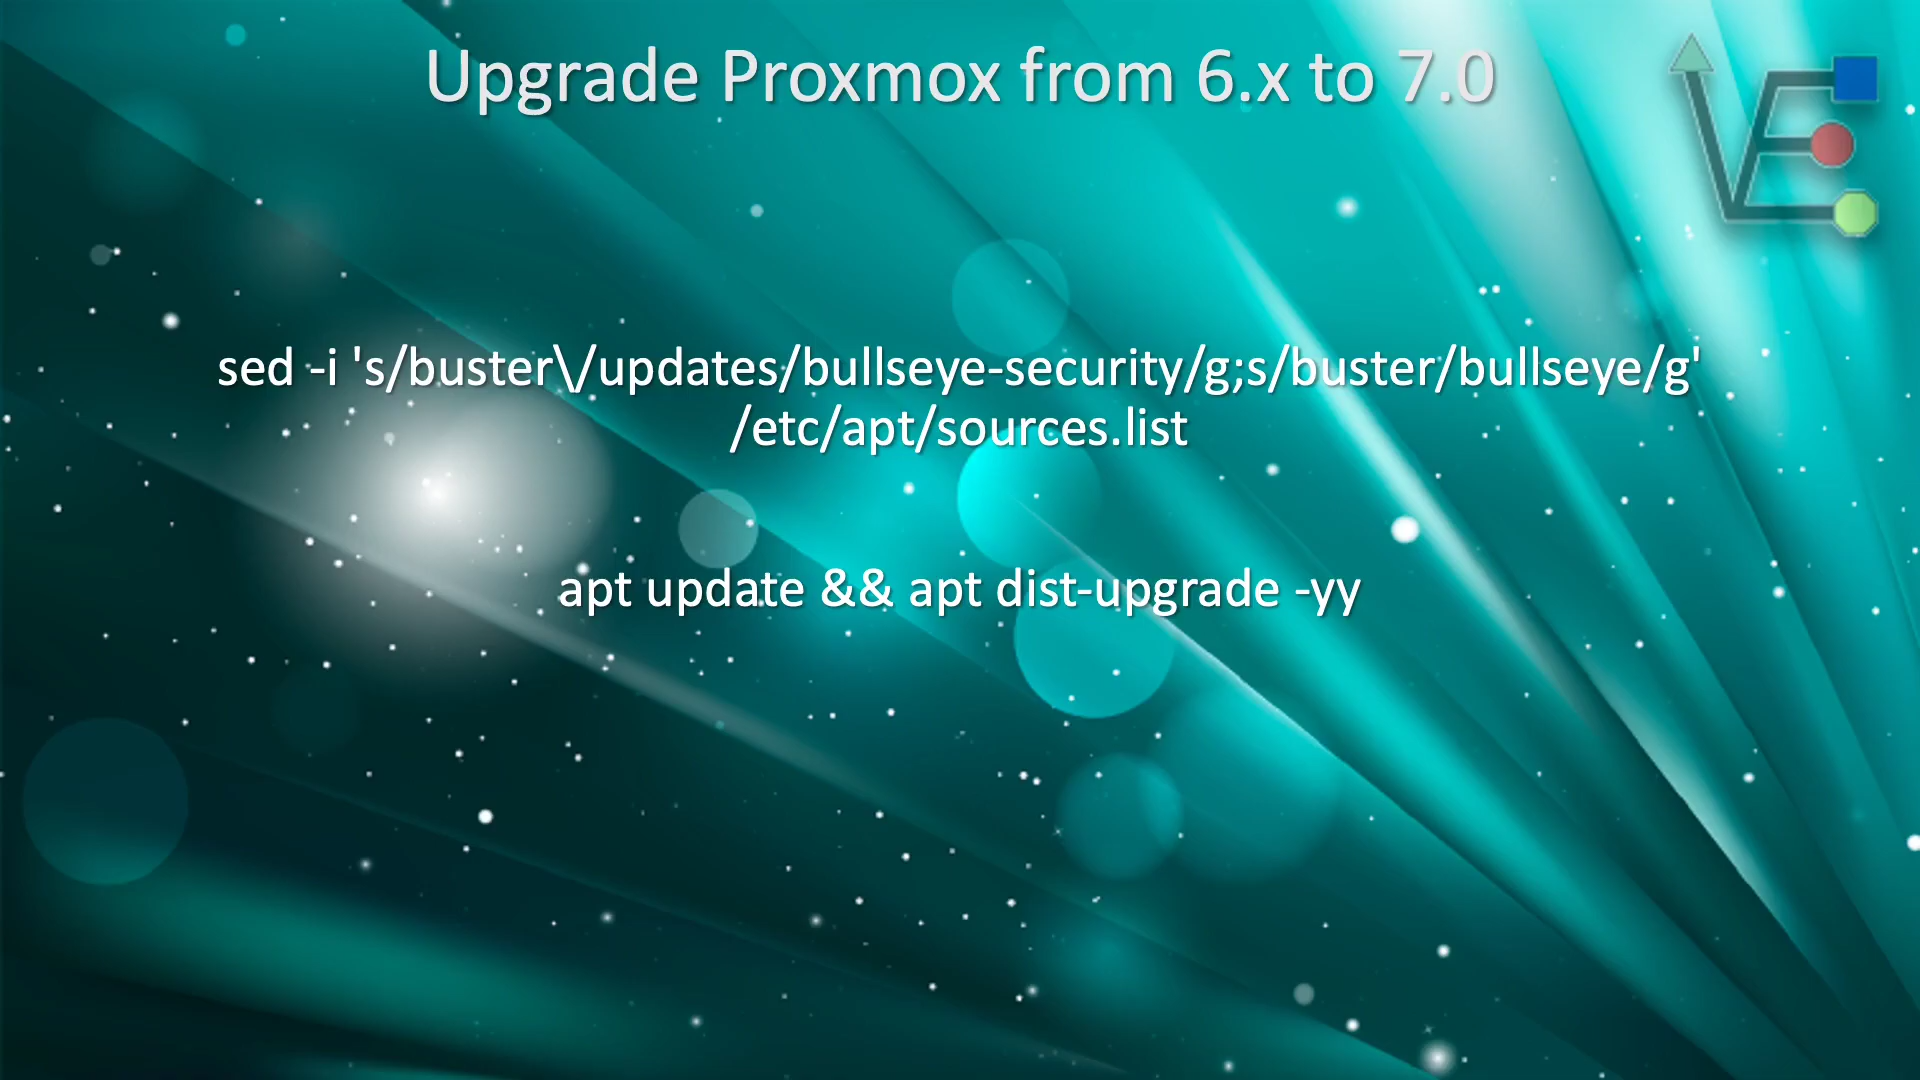 Upgrade Proxmox from 6.x to 7.0
sed -i 's/buster\/updates/bullseye-security/g;s/buster/bullseye/g'
/etc/apt/sources.list
apt update && apt dist-upgrade -yy